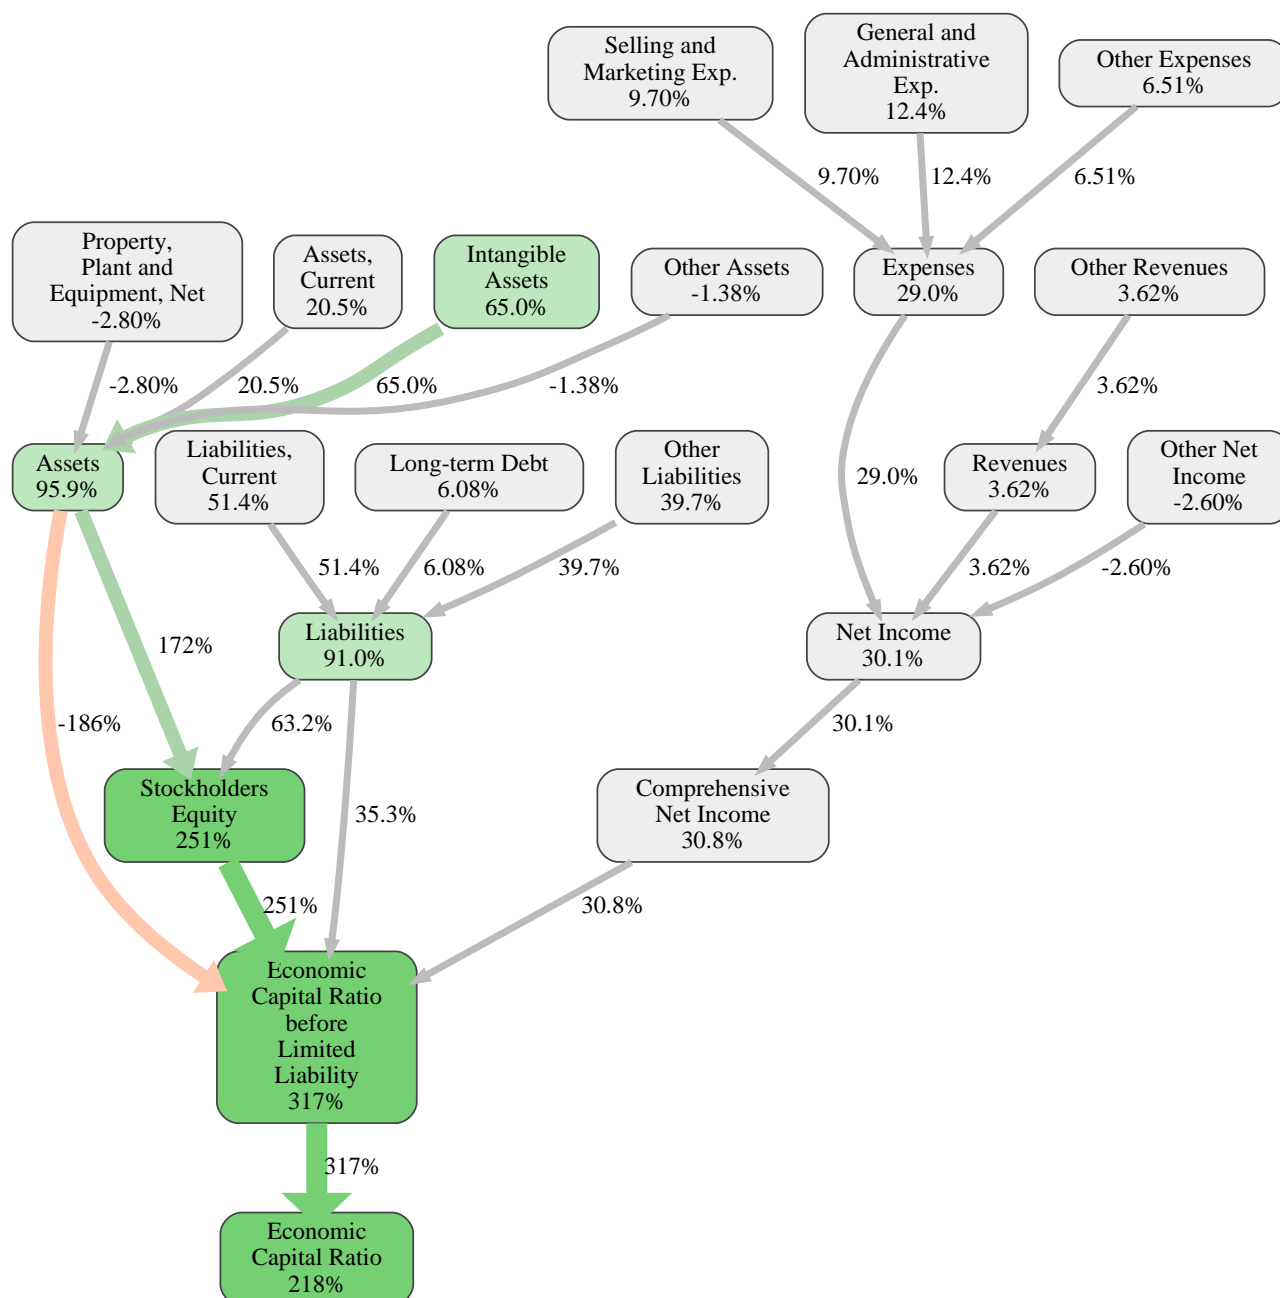 Selling and
Marketing Exp.
9.70%
General and
Administrative
Exp.
12.4%
Other Expenses
6.51%
9.70%
12.4%
6.51%
Property,
Plant and
Equipment, Net
-2.80%
Assets,
Current
20.5%
Intangible
Assets
65.0%
Other Assets
-1.38%
Expenses
29.0%
Other Revenues
3.62%
-2.80%
20.5%
65.0%
-1.38%
3.62%
Assets
95.9%
Liabilities,
Current
51.4%
Long-term Debt
6.08%
Other
Liabilities
39.7%
29.0%
Revenues
3.62%
Other Net
Income
-2.60%
51.4%
6.08%
39.7%
3.62%
-2.60%
172%
Liabilities
91.0%
Net Income
30.1%
-186%
63.2%
30.1%
Stockholders
Equity
251%
35.3%
Comprehensive
Net Income
30.8%
251%
30.8%
Economic
Capital Ratio
before
Limited
Liability
317%
317%
Economic
Capital Ratio
218%